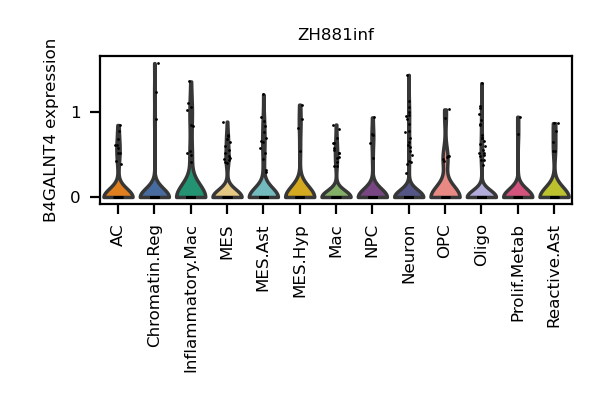 ZH881inf
B4GALNT4 expression
1
0
AC
Chromatin.Reg
Inflammatory.Mac
MES
MES.Ast
MES.Hyp
Mac
NPC
Neuron
OPC
Oligo
Prolif.Metab
Reactive.Ast